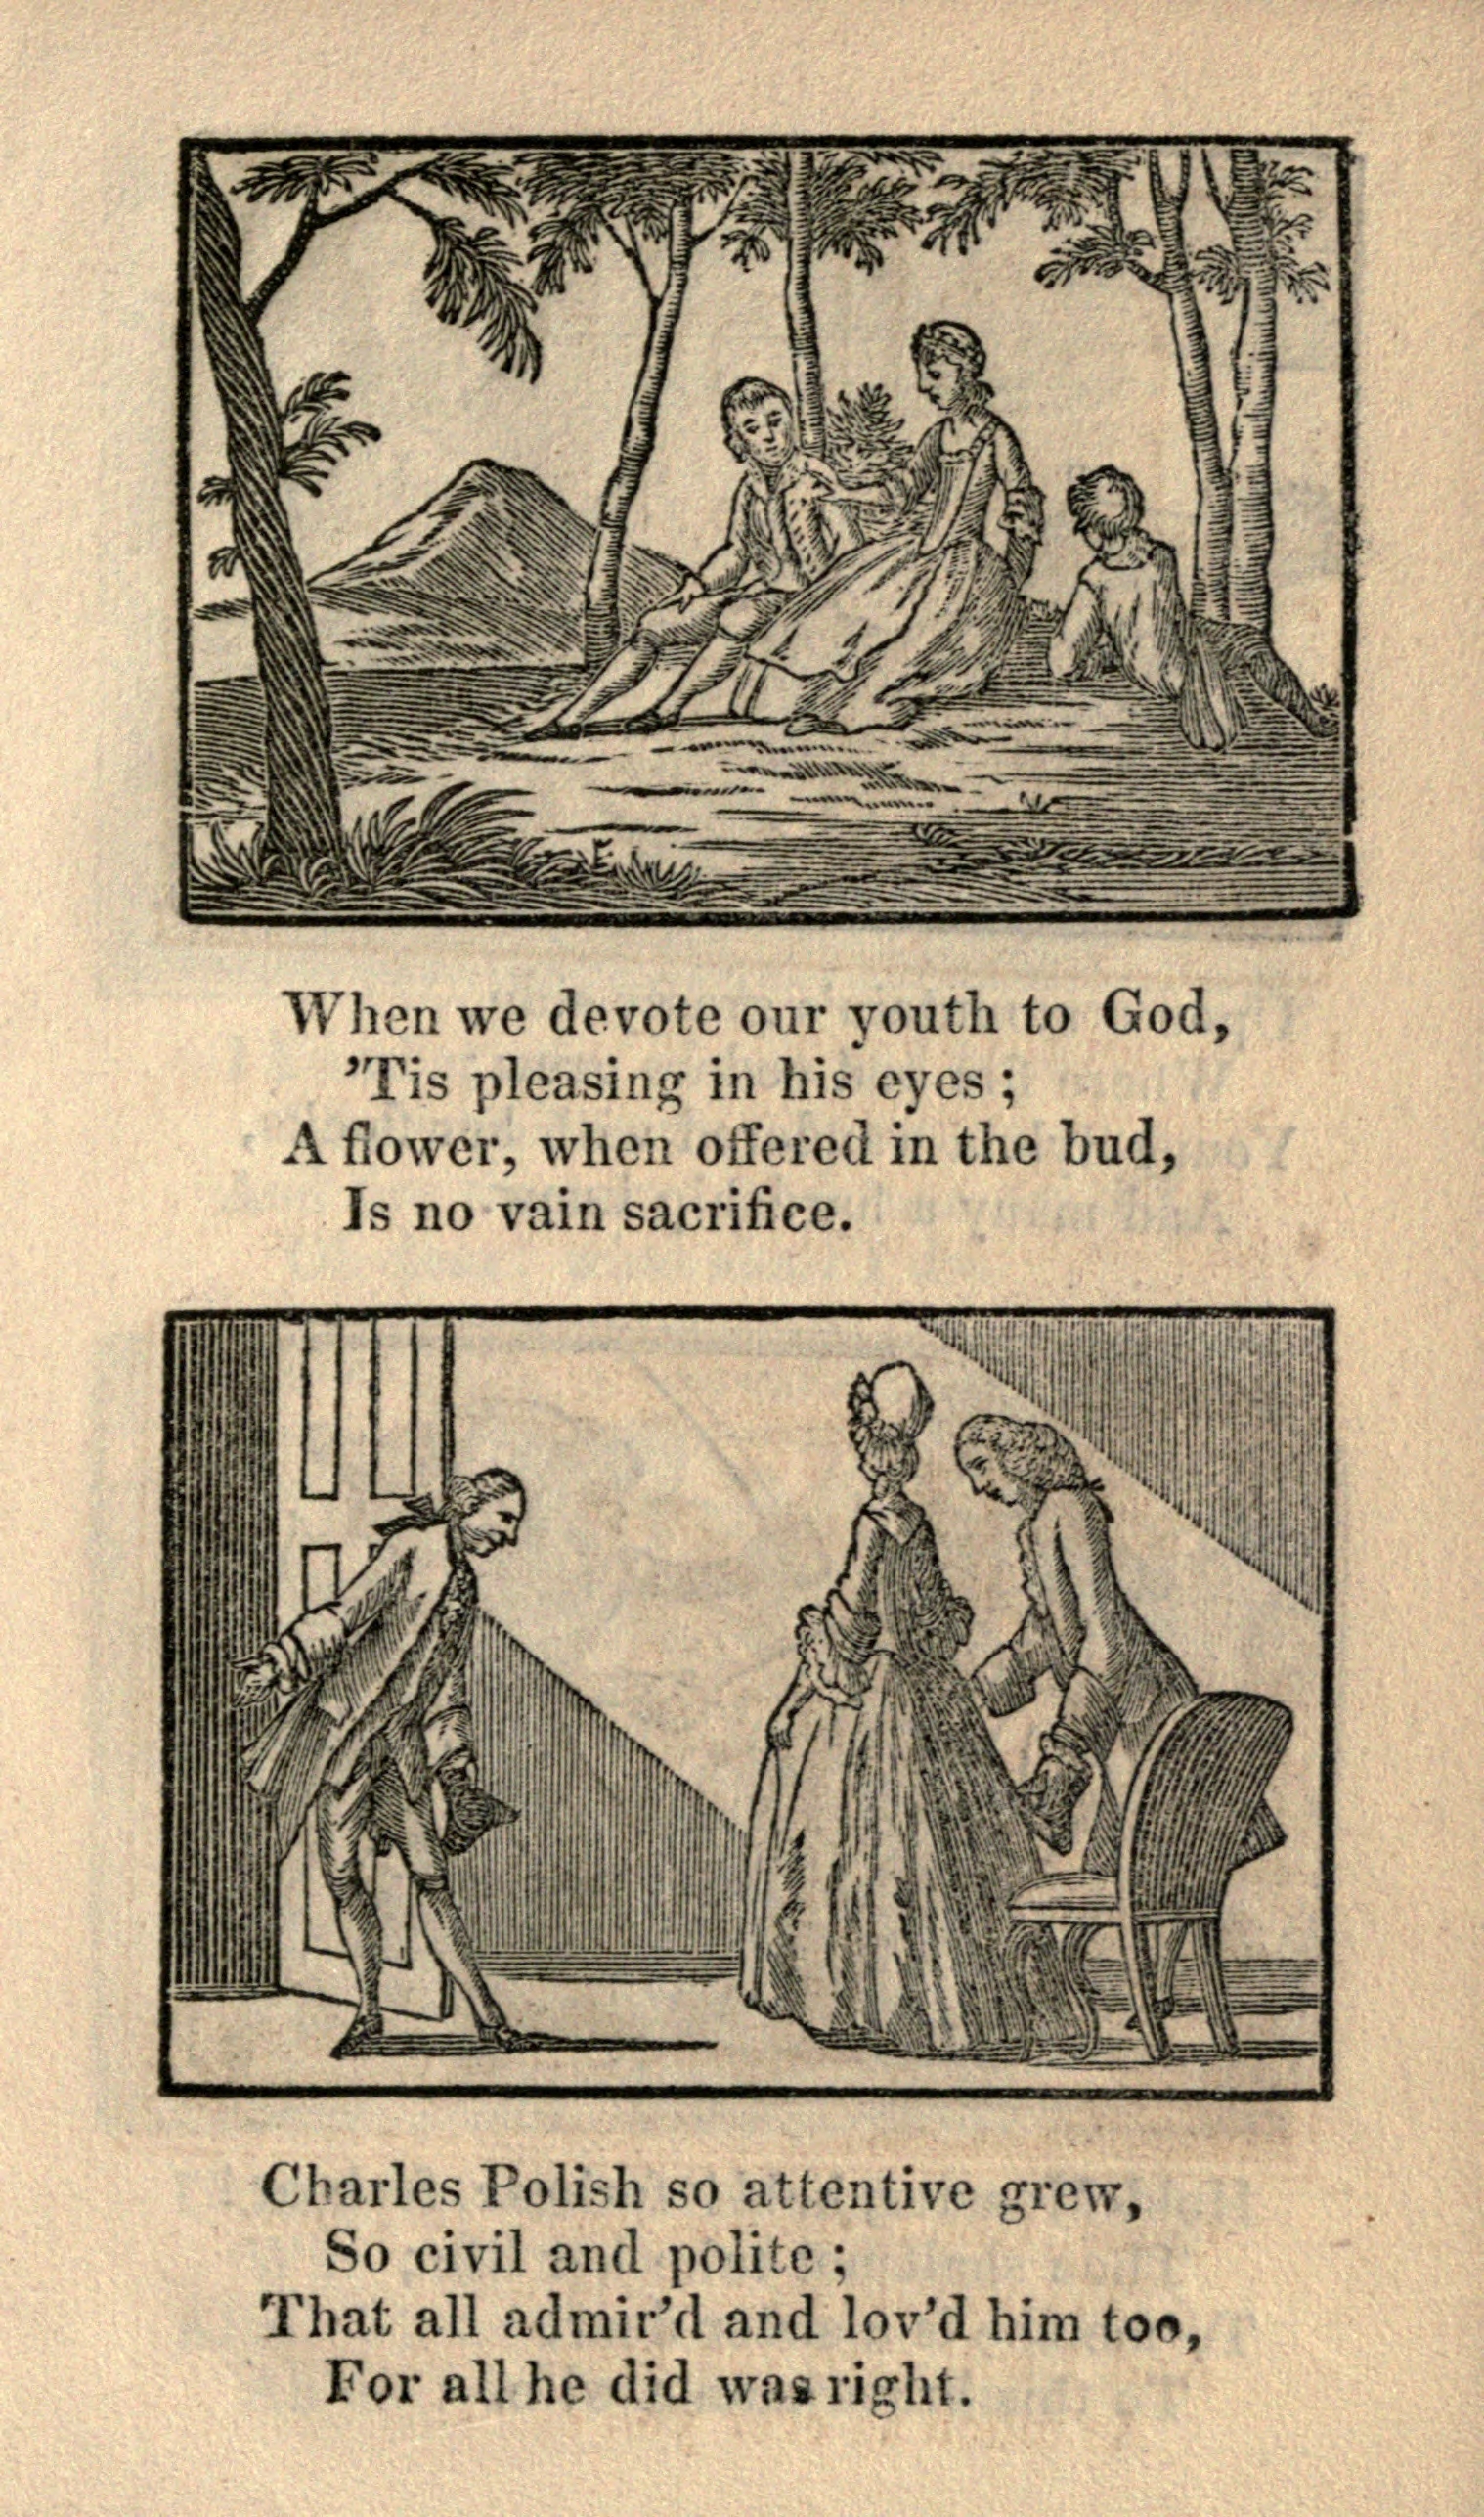 When we devote our youth to God,
'Tis pleasing in his eyes ;
A flower, when offered in the bud,
Is no vain sacrifice.
Charles Polish so attentive grew,
So civil and polite ;
That all admir'd and lov'd him too,
For all he did was right.